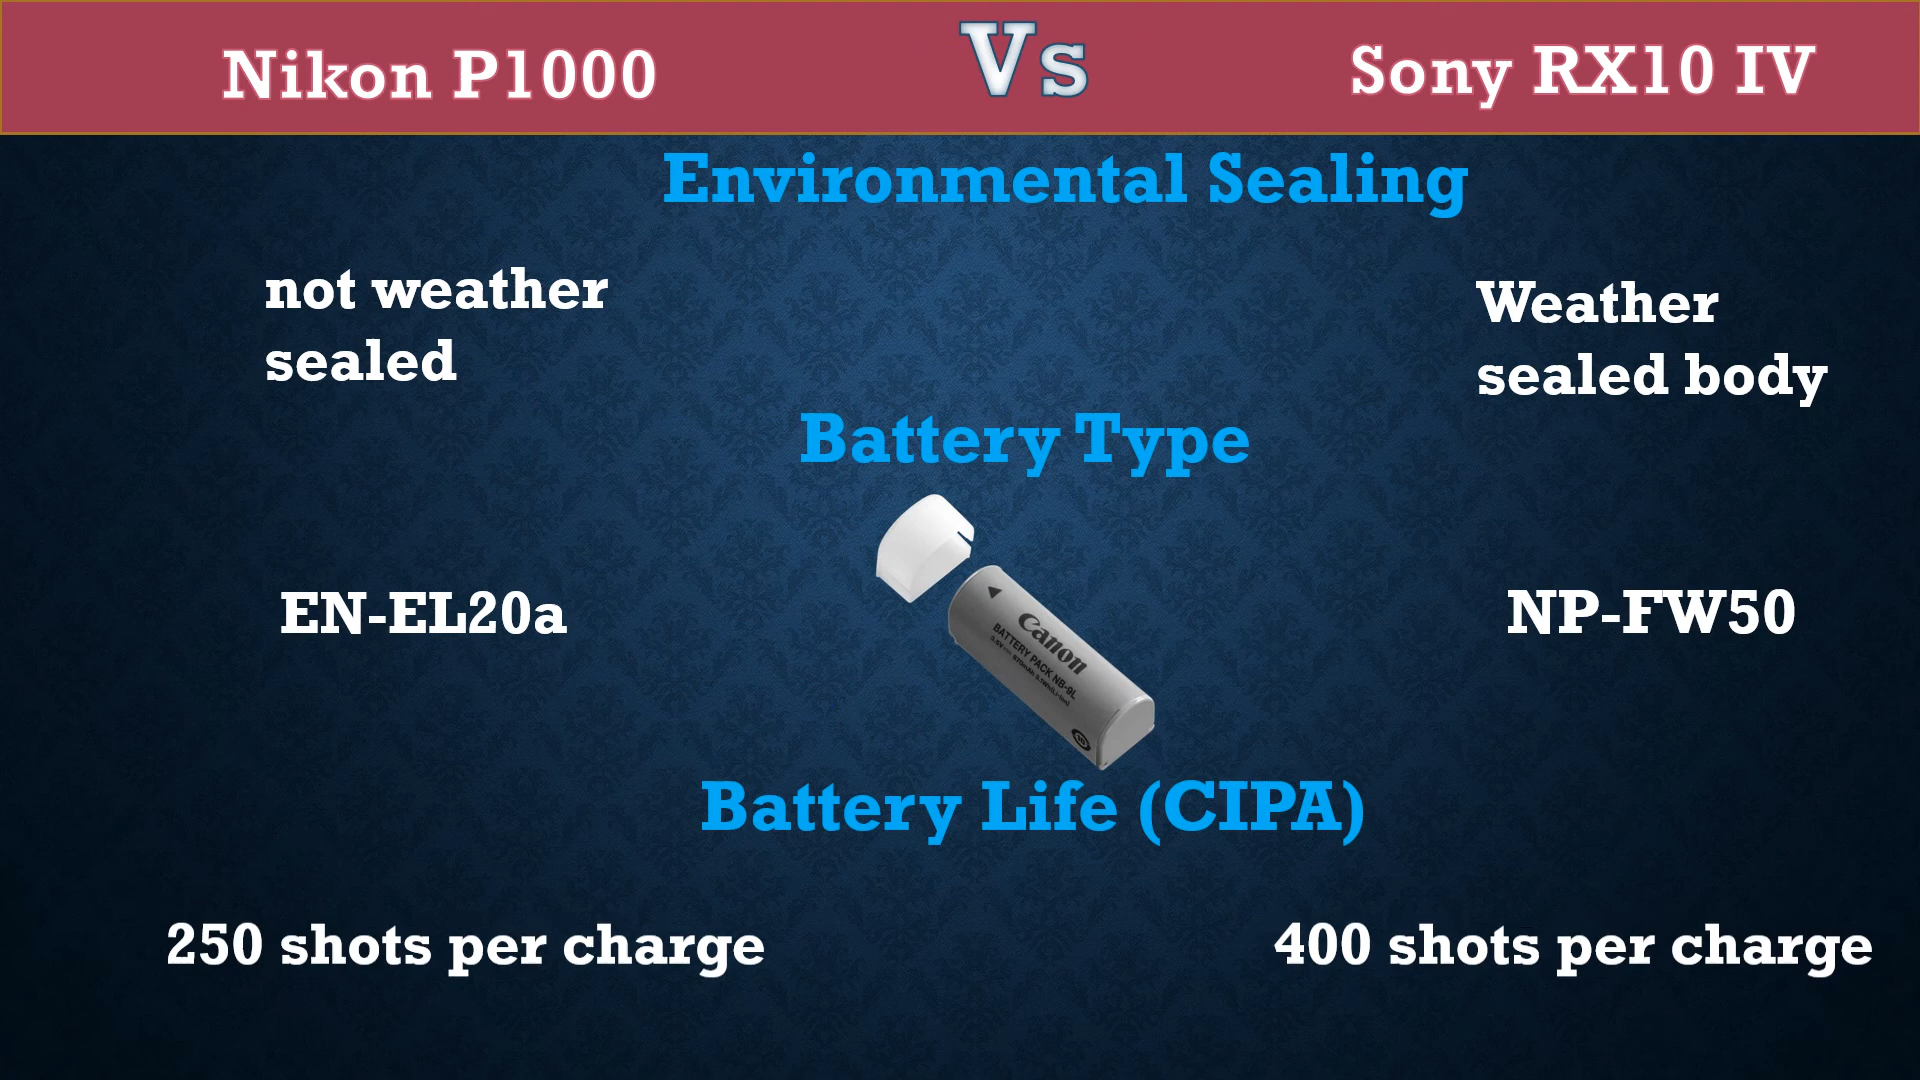 Nikon P1000
Vs
Sony RX10 IV
Environmental Sealing
not weather
sealed
Weather
sealed body
Battery Type
EN-EL20a
Canon
BATTERY PACK NB-9L
NP-FW50
Battery Life (CIPA)
250 shots per charge
400 shots per charge